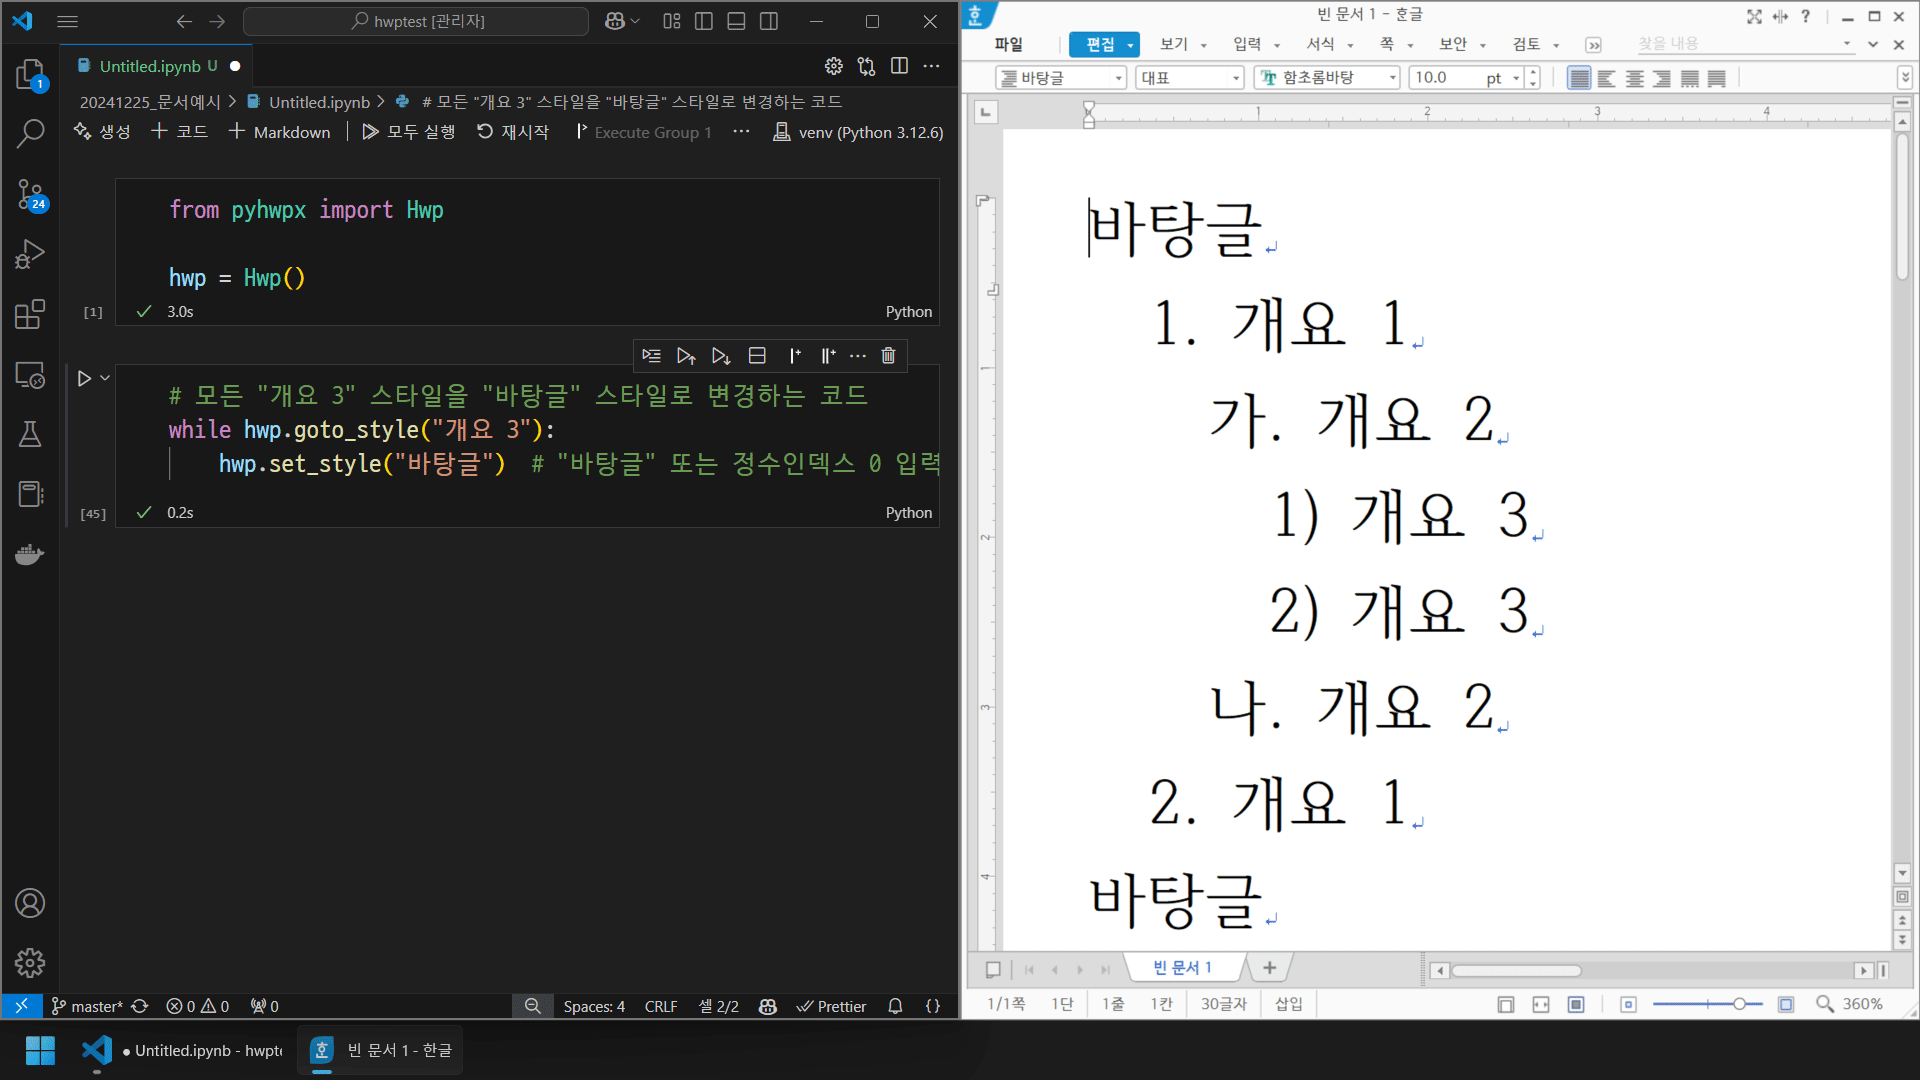 hwptest [관리자]
Untitled.ipynb U
20241225_문서예시 > Untitled.ipynb > # 모든 "개요 3" 스타일을 "바탕글" 스타일로 변경하는 코드
생성 + 코드 + Markdown 모두 실행 재시작 Execute Group 1 ... venv (Python 3.12.6)
from pyhwpx import Hwp
hwp = Hwp()
[1] 3.0s Python
# 모든 "개요 3" 스타일을 "바탕글" 스타일로 변경하는 코드
while hwp.goto_style("개요 3"):
hwp.set_style("바탕글") # "바탕글" 또는 정수인덱스 0 입력
[45] 0.2s Python
1
24
master* 0 0 0 Spaces: 4 CRLF 셀 2/2 Prettier {}
빈 문서 1 - 한글
파일 편집 보기 입력 서식 쪽 보안 검토 찾을 내용
바탕글 대표 함초롬바탕 10.0 pt
1 2 3 4
1 2 3 4
바탕글
1. 개요 1
가. 개요 2
1) 개요 3
2) 개요 3
나. 개요 2
2. 개요 1
바탕글
빈 문서 1
1/1쪽 1단 1줄 1칸 30글자 삽입 360%
● Untitled.ipynb - hwpt
빈 문서 1 - 한글